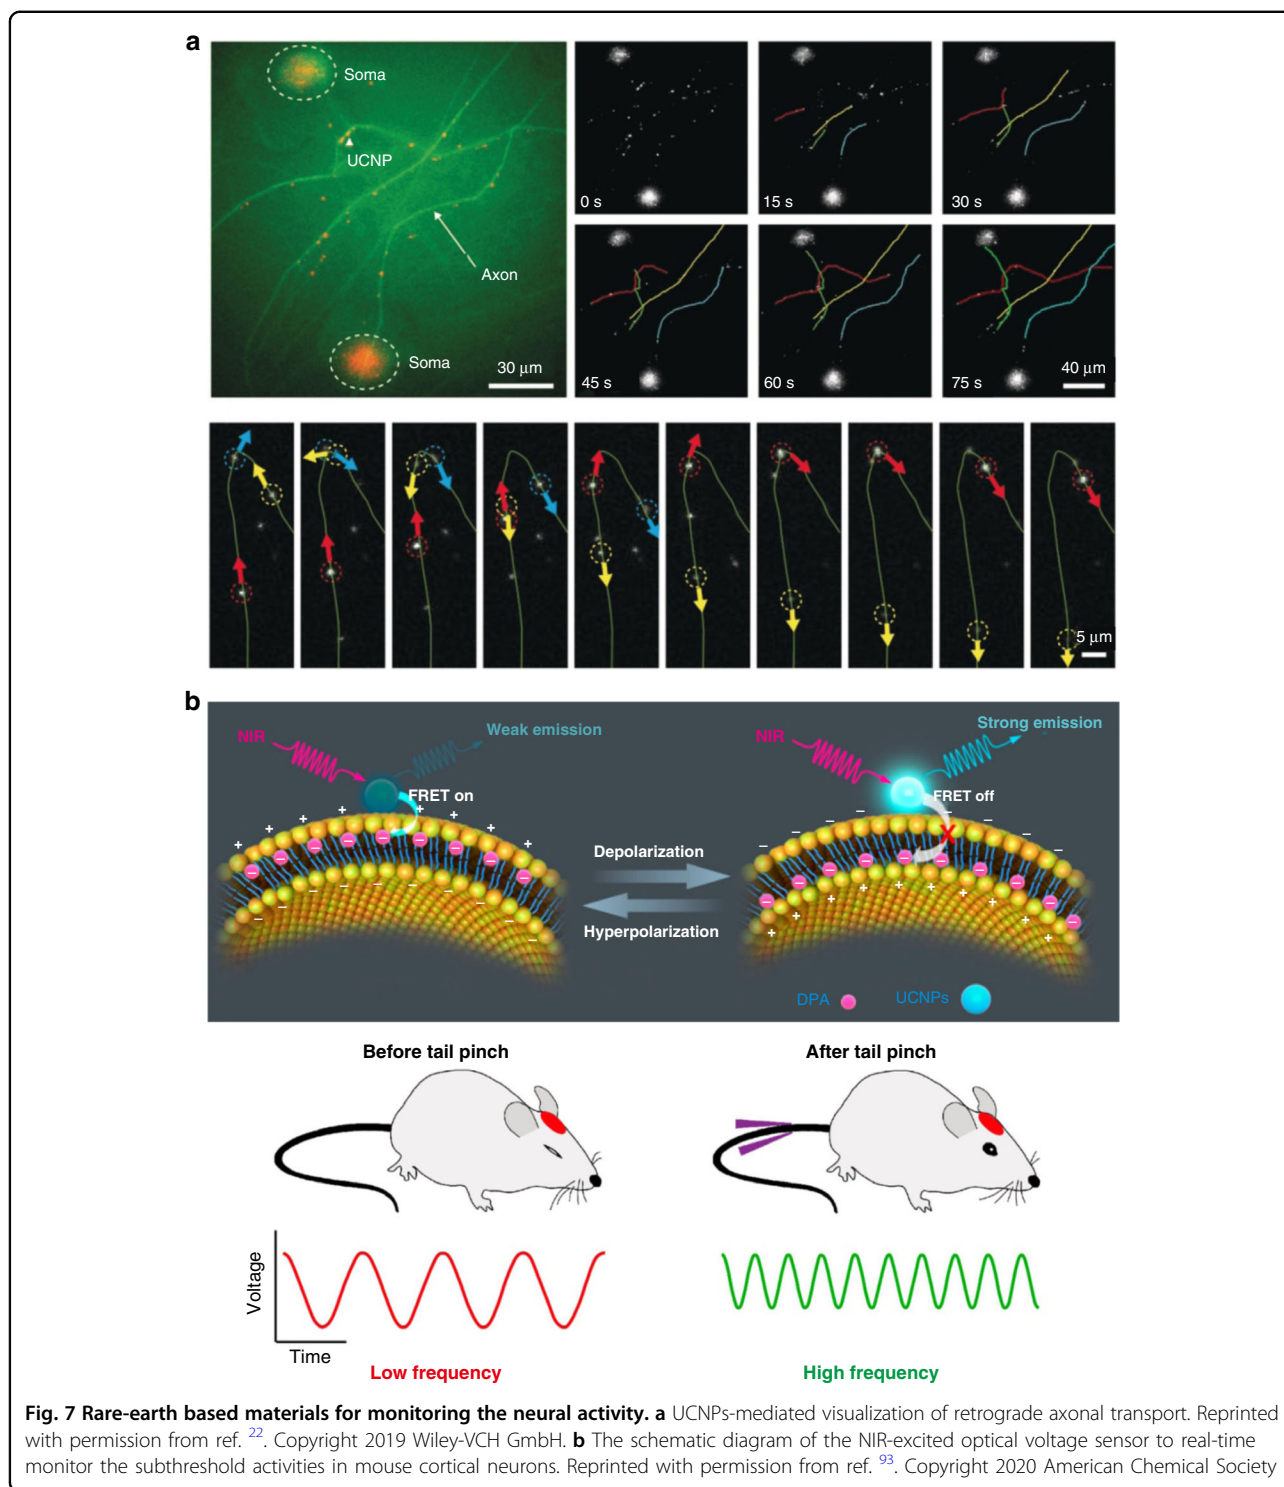 a
Soma
UCNP
Axon
Soma
30 μm
0 s
15 s
30 s
45 s
60 s
75 s
40 μm
5 μm
b
NIR
Weak emission
FRET on
NIR
Strong emission
FRET off
Depolarization
Hyperpolarization
DPA
UCNPs
Before tail pinch
After tail pinch
Voltage
Time
Low frequency
High frequency
Fig. 7 Rare-earth based materials for monitoring the neural activity. a UCNPs-mediated visualization of retrograde axonal transport. Reprinted
with permission from ref. 22. Copyright 2019 Wiley-VCH GmbH. b The schematic diagram of the NIR-excited optical voltage sensor to real-time
monitor the subthreshold activities in mouse cortical neurons. Reprinted with permission from ref. 93. Copyright 2020 American Chemical Society